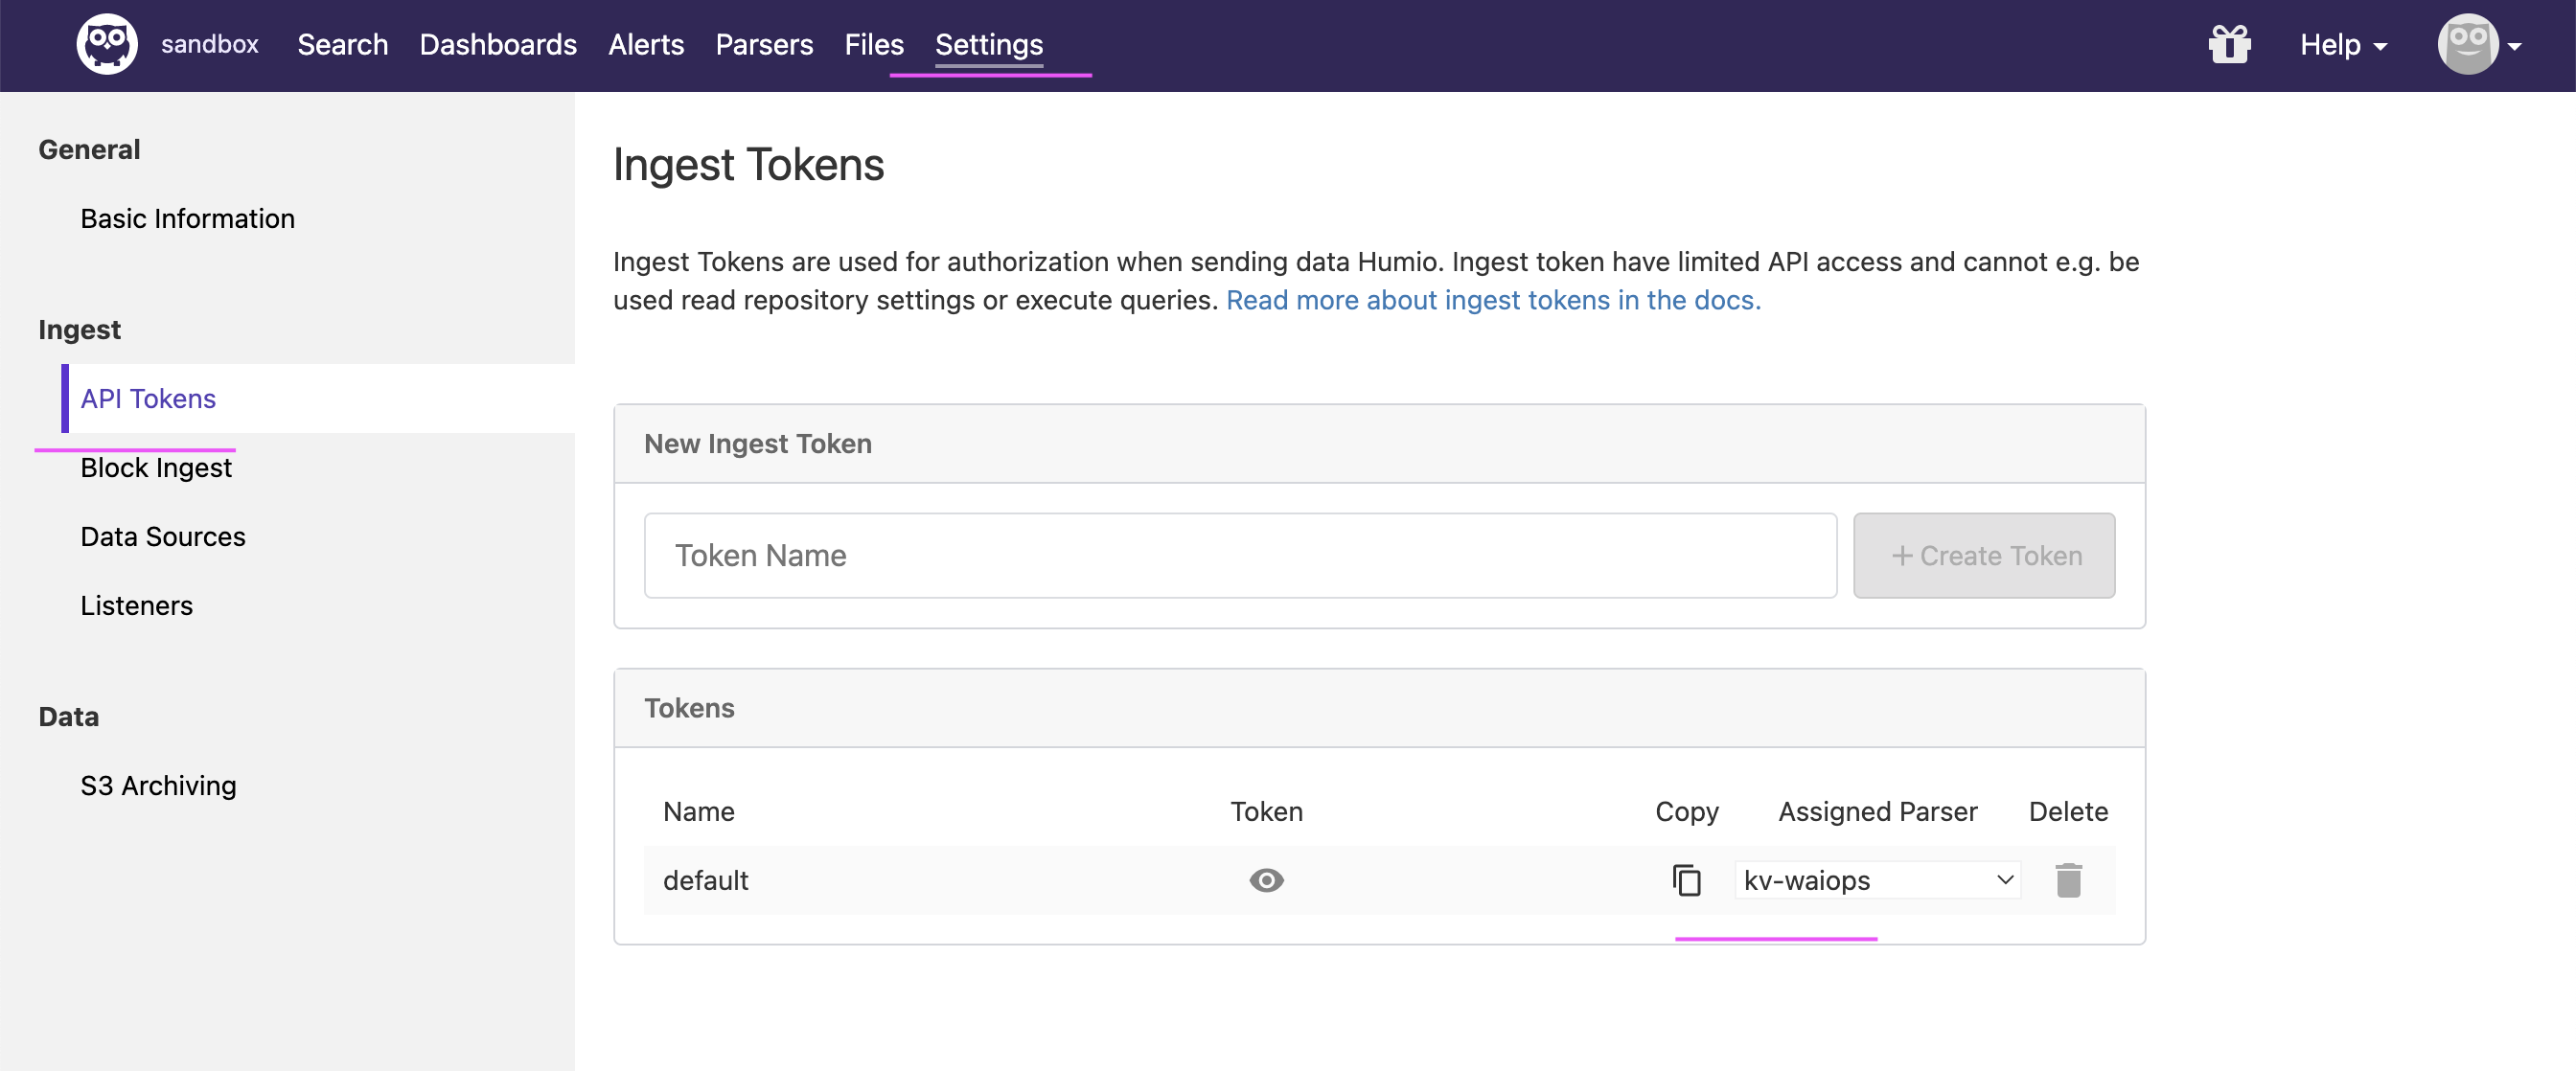 sandbox Search Dashboards Alerts Parsers Files Settings Help
General
Basic Information
Ingest
API Tokens
Block Ingest
Data Sources
Listeners
Data
S3 Archiving
Ingest Tokens
Ingest Tokens are used for authorization when sending data Humio. Ingest token have limited API access and cannot e.g. be
used read repository settings or execute queries. Read more about ingest tokens in the docs.
New Ingest Token
Token Name + Create Token
Tokens
Name Token Copy Assigned Parser Delete
default kv-waiops